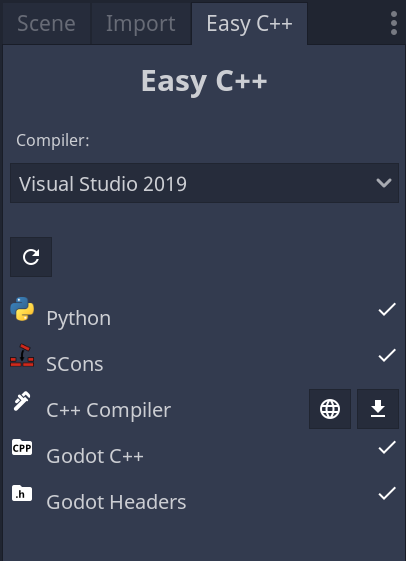 Scene Import Easy C++
Easy C++
Compiler:
Visual Studio 2019
Python
SCons
C++ Compiler
CPP Godot C++
.h Godot Headers